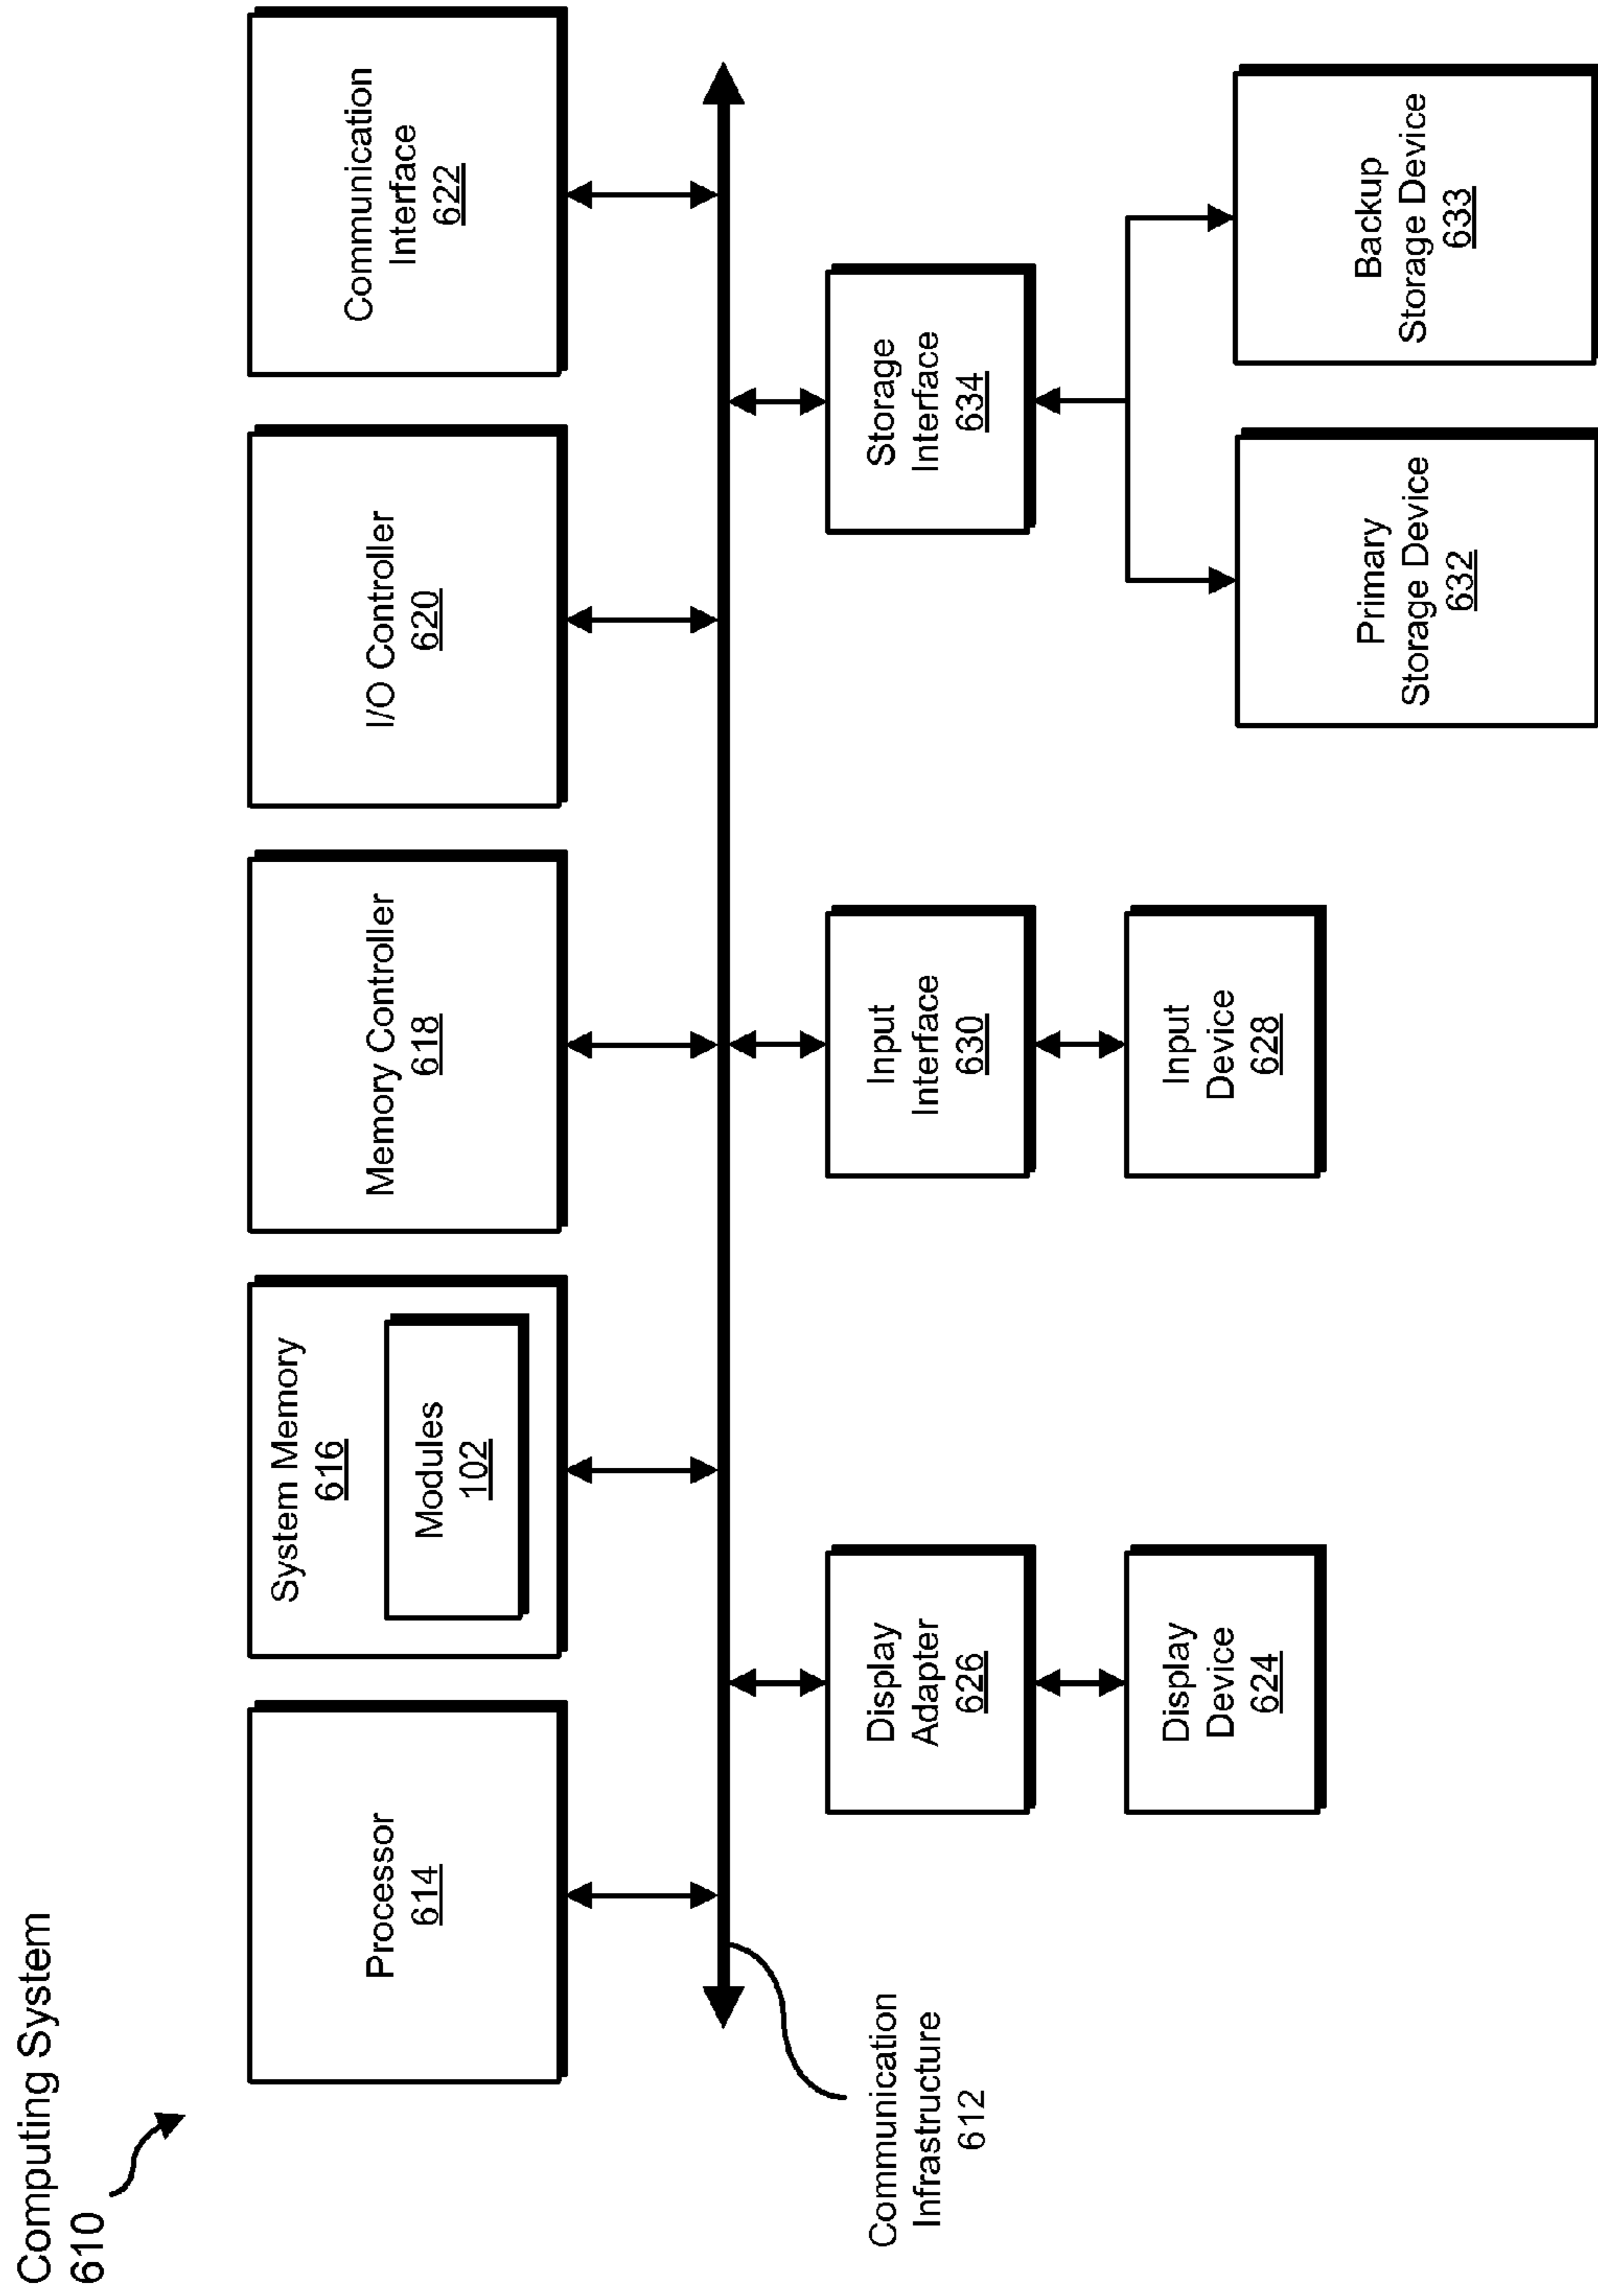 Computing System
610
Processor
614
System Memory
616
Modules
102
Memory Controller
618
I/O Controller
620
Communication
Interface
622
Communication
Infrastructure
612
Display
Adapter
626
Display
Device
624
Input
Interface
630
Input
Device
628
Storage
Interface
634
Primary
Storage Device
632
Backup
Storage Device
633